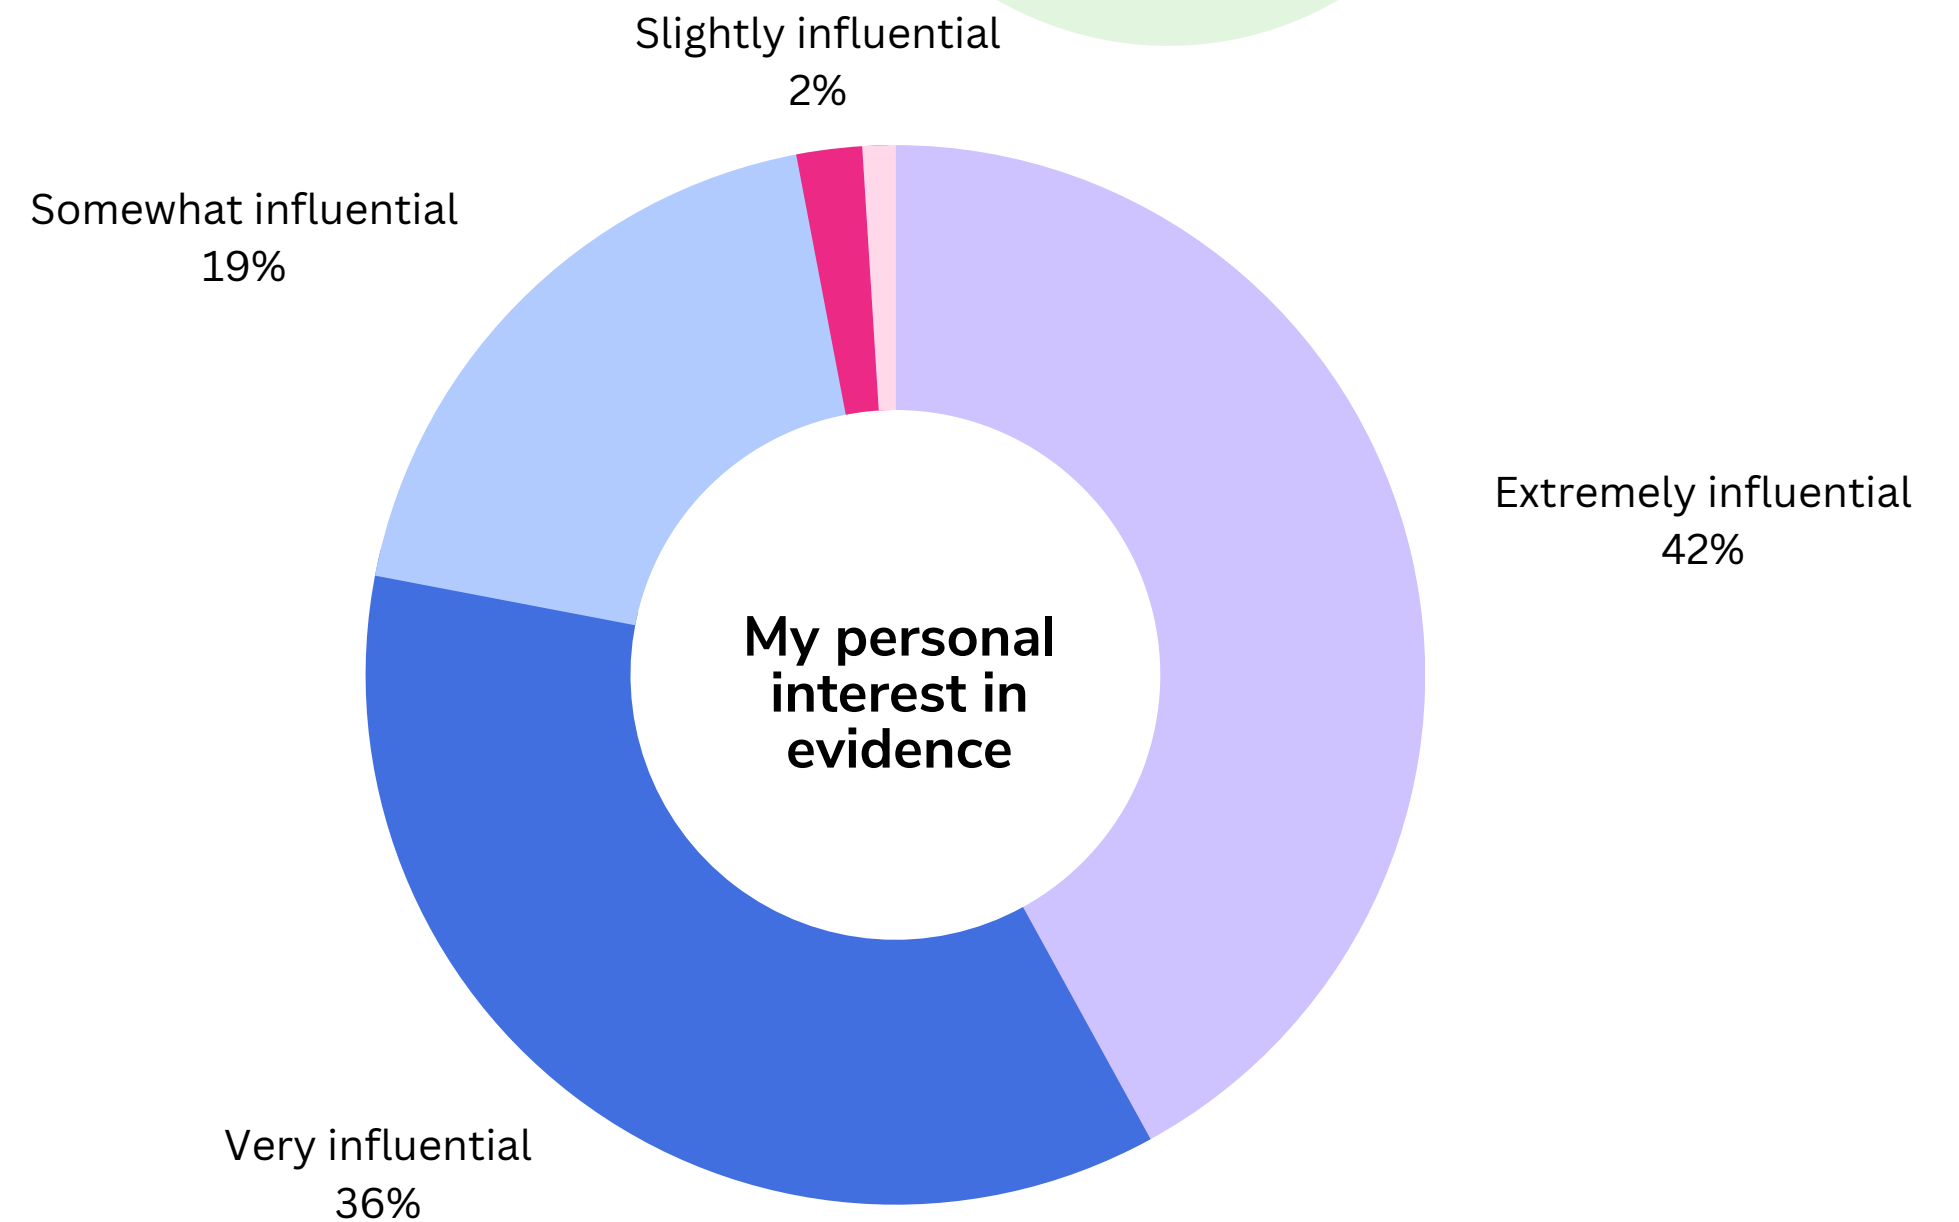 Slightly influential
2%
Somewhat influential
19%
Extremely influential
42%
My personal
interest in
evidence
Very influential
36%